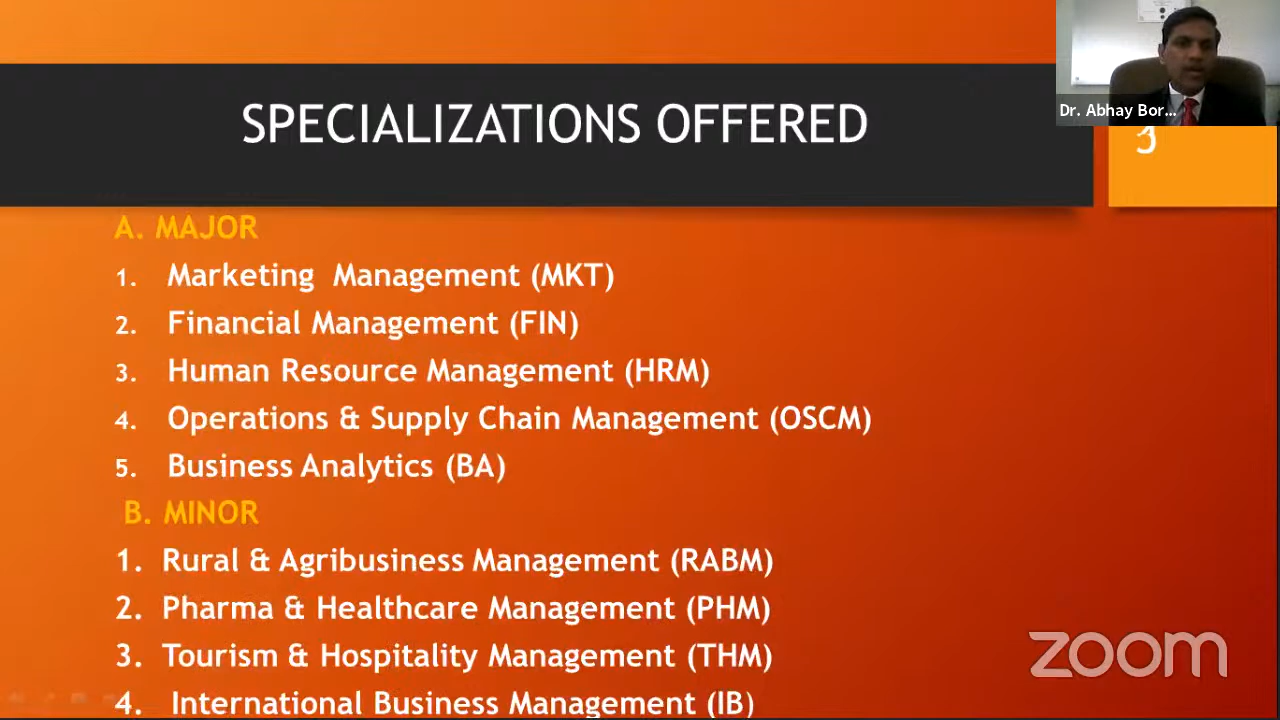 SPECIALIZATIONS OFFERED
Dr. Abhay Bor...
3
A. MAJOR
1. Marketing Management (MKT)
2. Financial Management (FIN)
3. Human Resource Management (HRM)
4. Operations & Supply Chain Management (OSCM)
5. Business Analytics (BA)
B. MINOR
1. Rural & Agribusiness Management (RABM)
2. Pharma & Healthcare Management (PHM)
3. Tourism & Hospitality Management (THM)
4. International Business Management (IB)
zoom